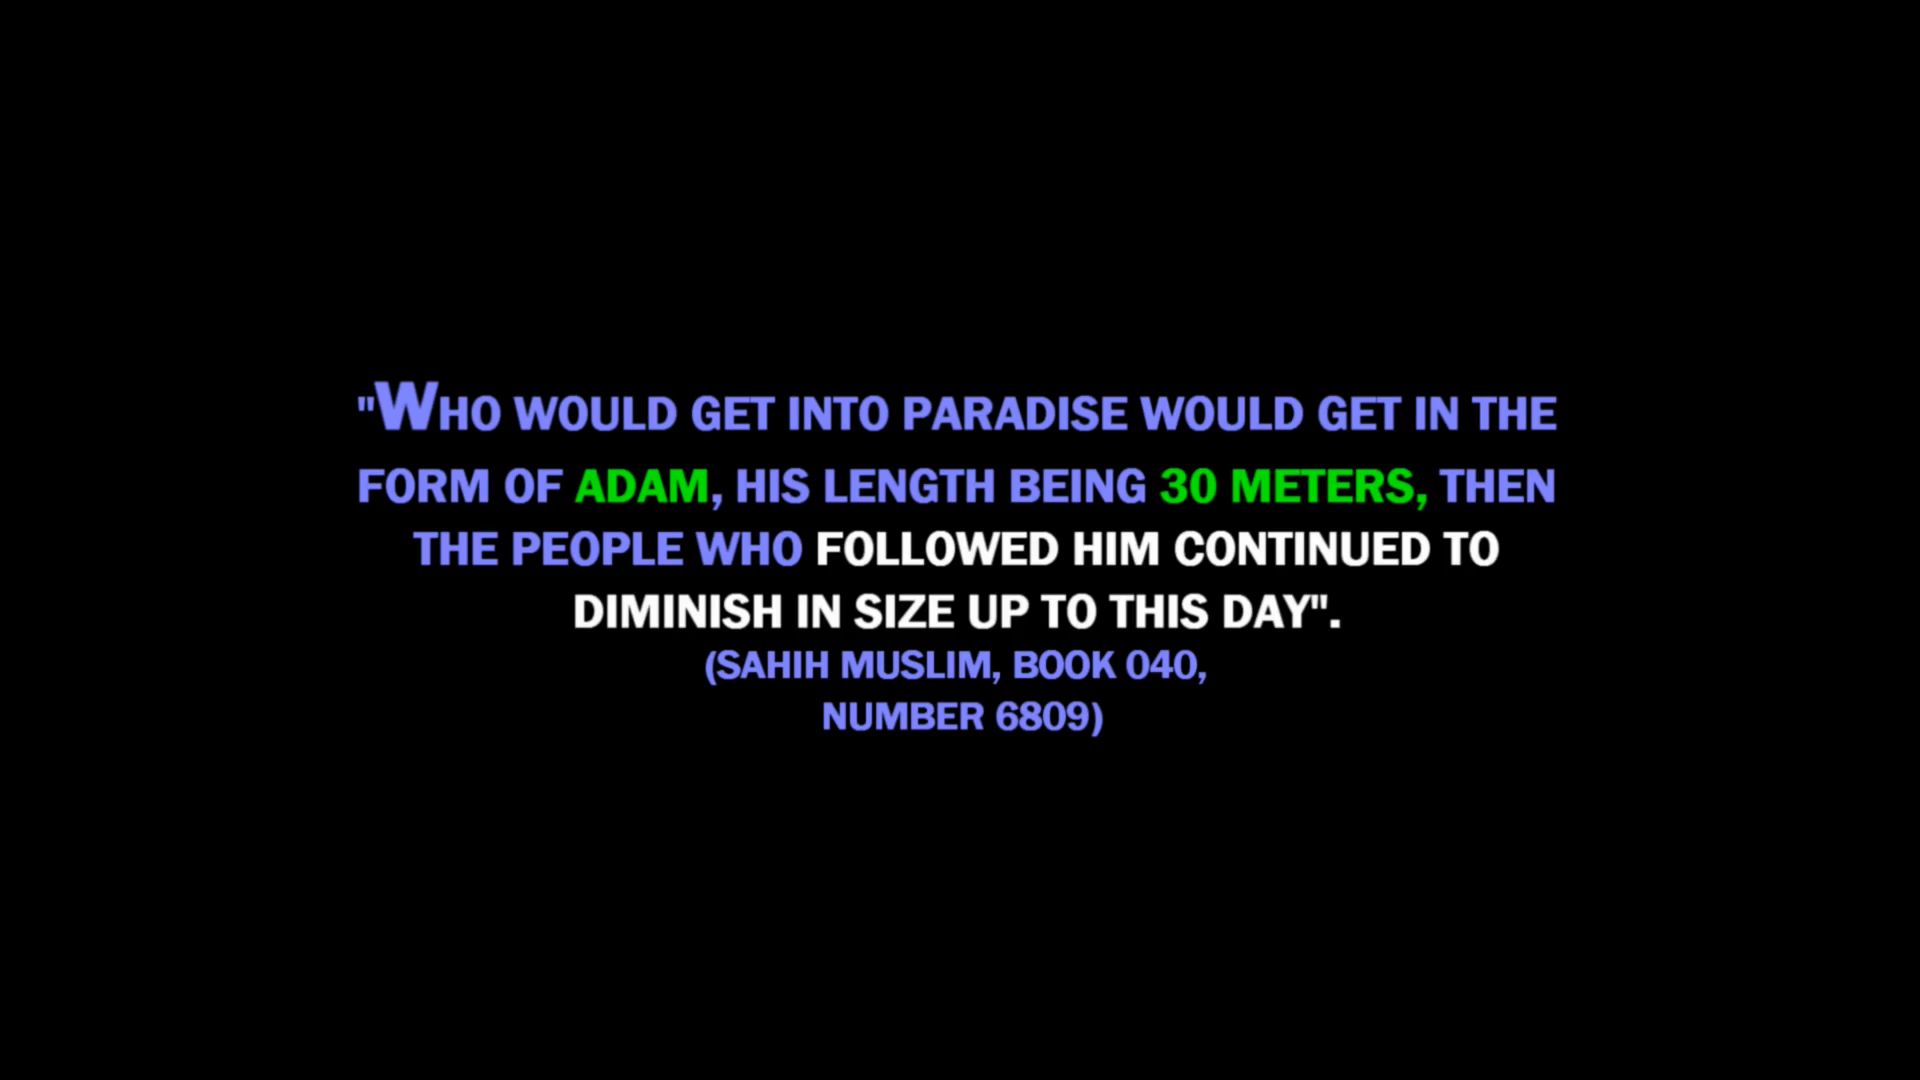 "WHO WOULD GET INTO PARADISE WOULD GET IN THE
FORM OF ADAM, HIS LENGTH BEING 30 METERS, THEN
THE PEOPLE WHO FOLLOWED HIM CONTINUED TO
DIMINISH IN SIZE UP TO THIS DAY".
(SAHIH MUSLIM, BOOK 040,
NUMBER 6809)